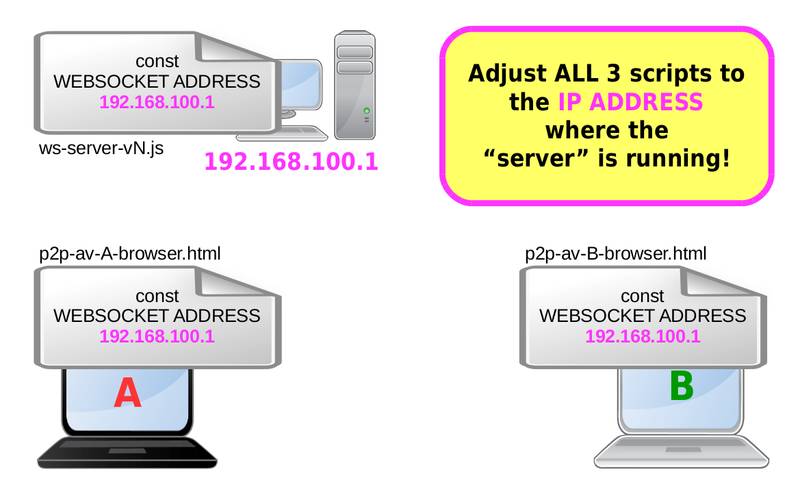 const
WEBSOCKET ADDRESS
192.168.100.1
ws-server-vN.js
192.168.100.1
Adjust ALL 3 scripts to
the IP ADDRESS
where the
“server” is running!
p2p-av-A-browser.html
const
WEBSOCKET ADDRESS
192.168.100.1
A
p2p-av-B-browser.html
const
WEBSOCKET ADDRESS
192.168.100.1
B